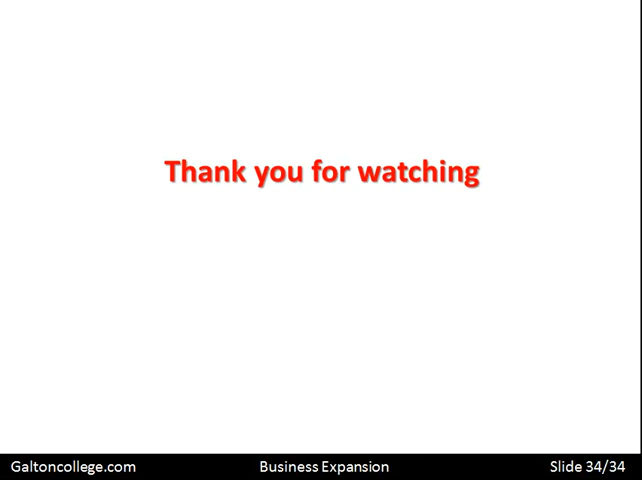 Thank you for watching
Galtoncollege.com
Business Expansion
Slide 34/34